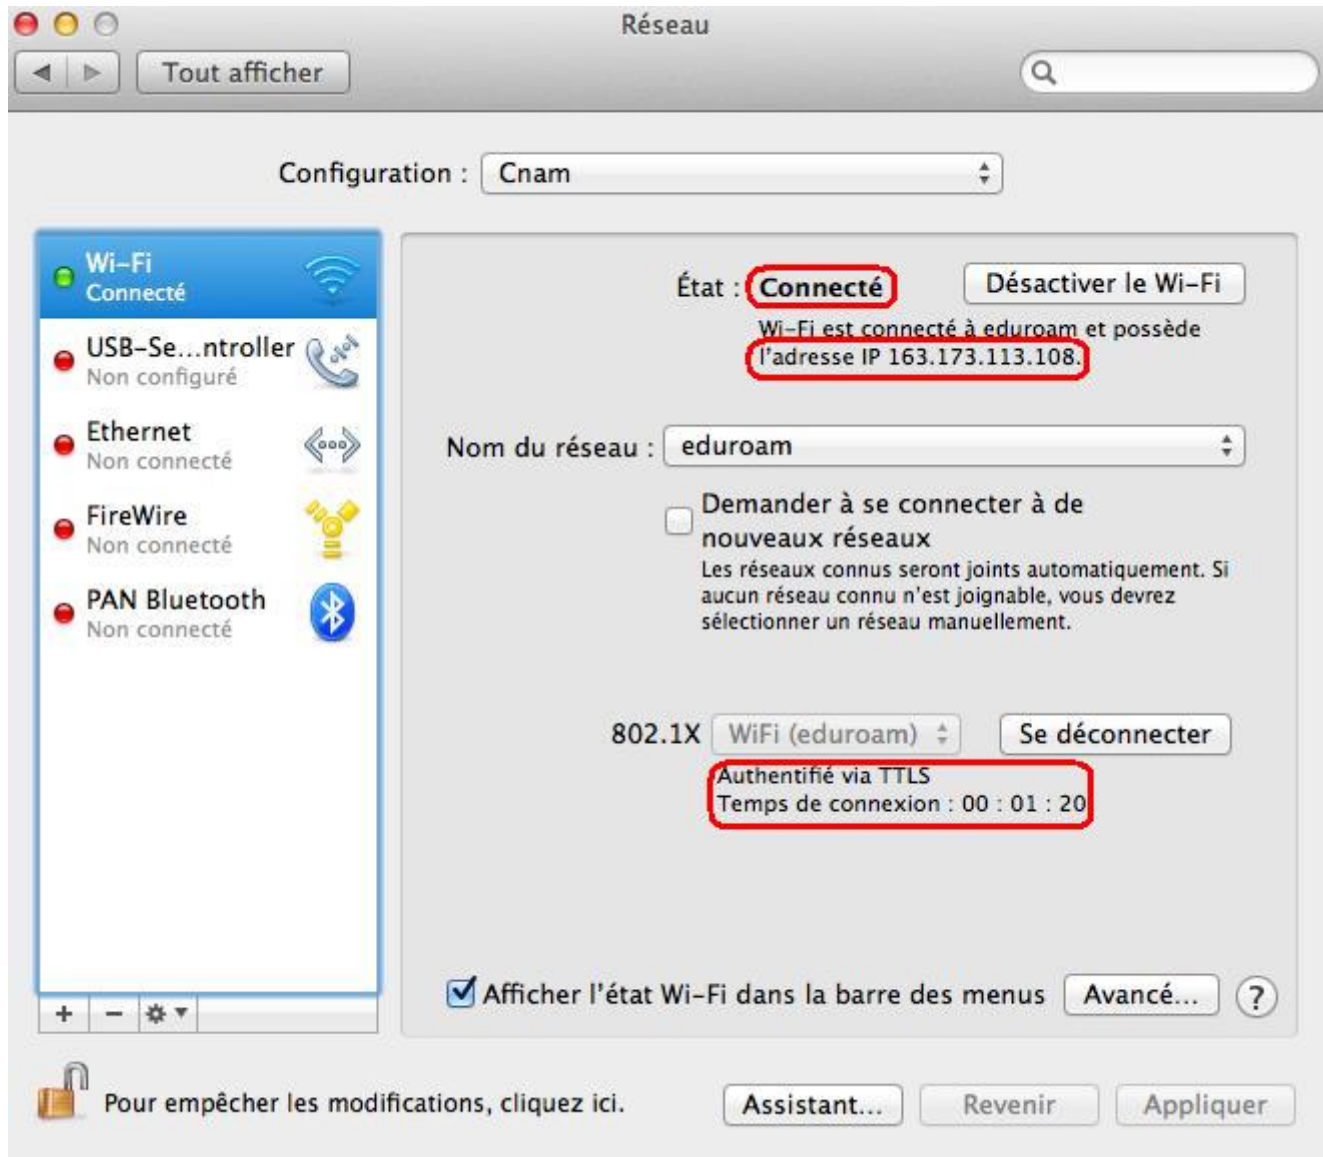 Réseau
Tout afficher
Configuration : Cnam
Wi-Fi
Connecté
USB-Se...ntroller
Non configuré
Ethernet
Non connecté
FireWire
Non connecté
PAN Bluetooth
Non connecté
État : Connecté
Désactiver le Wi-Fi
Wi-Fi est connecté à eduroam et possède
l'adresse IP 163.173.113.108.
Nom du réseau : eduroam
Demander à se connecter à de
nouveaux réseaux
Les réseaux connus seront joints automatiquement. Si
aucun réseau connu n'est joignable, vous devrez
sélectionner un réseau manuellement.
802.1X WiFi (eduroam) Se déconnecter
Authentifié via TTLS
Temps de connexion : 00 : 01 : 20
Afficher l'état Wi-Fi dans la barre des menus Avancé... ?
+ −
Pour empêcher les modifications, cliquez ici.
Assistant... Revenir Appliquer